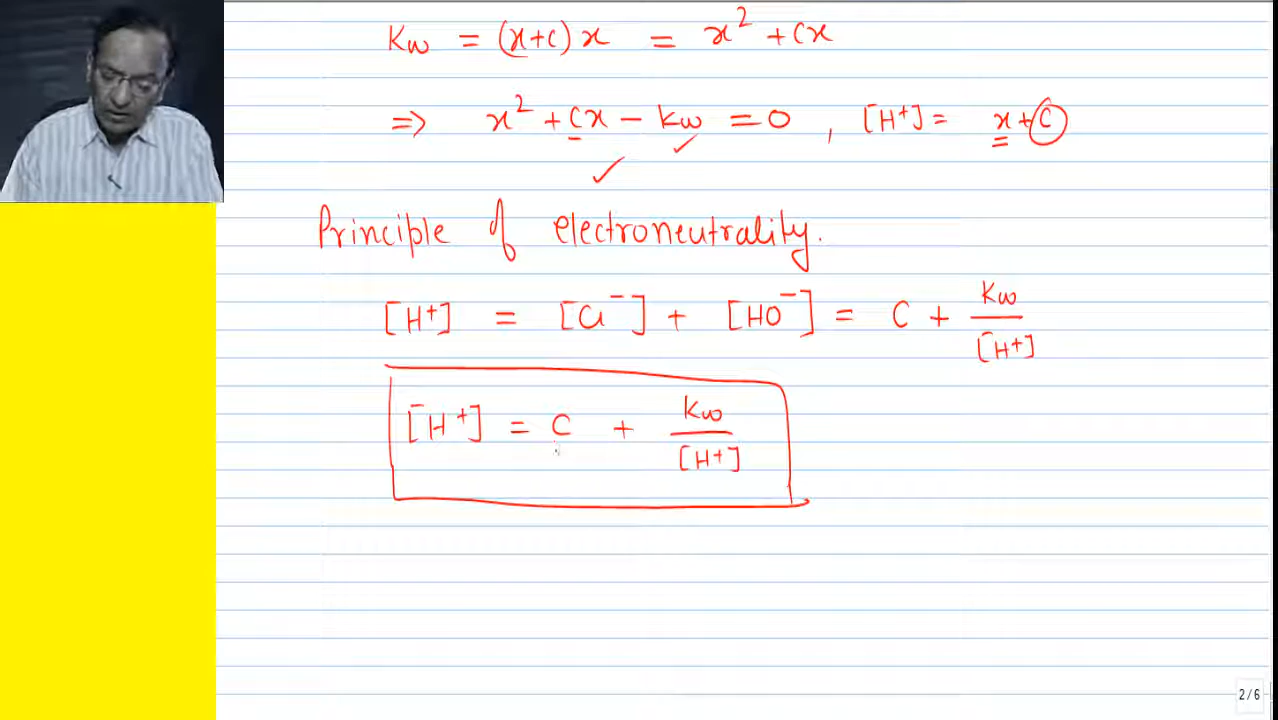 Kw = (x+c) x = x² + Cx
=> x² + Cx - Kw = 0 , [H⁺] = x+C
Principle of electroneutrality.
[H⁺] = [Cl⁻] + [HO⁻] = C + Kw/[H⁺]
[H⁺] = C + Kw/[H⁺]
2/6